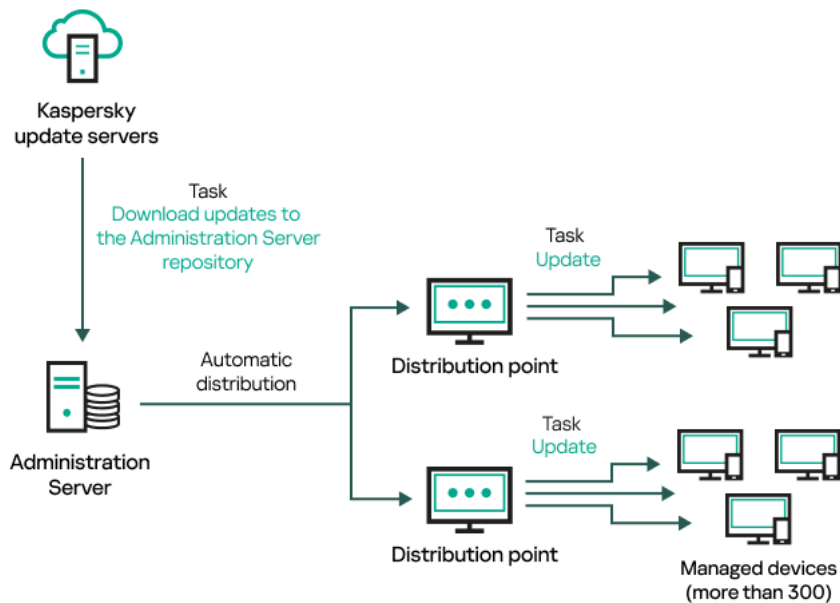 Kaspersky
update servers
Task
Download updates to
the Administration Server
repository
Task
Update
Automatic
distribution
Distribution point
Administration
Server
Task
Update
Distribution point
Managed devices
(more than 300)